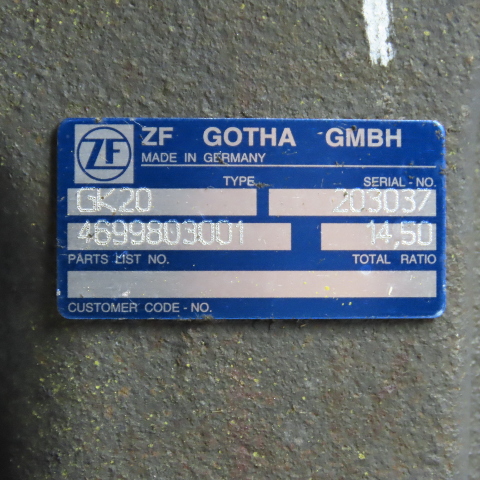 ZF
ZF GOTHA GMBH
MADE IN GERMANY
TYPE SERIAL-NO.
GK20 203037
4699803001 14,50
PARTS LIST NO. TOTAL RATIO
CUSTOMER CODE-NO.